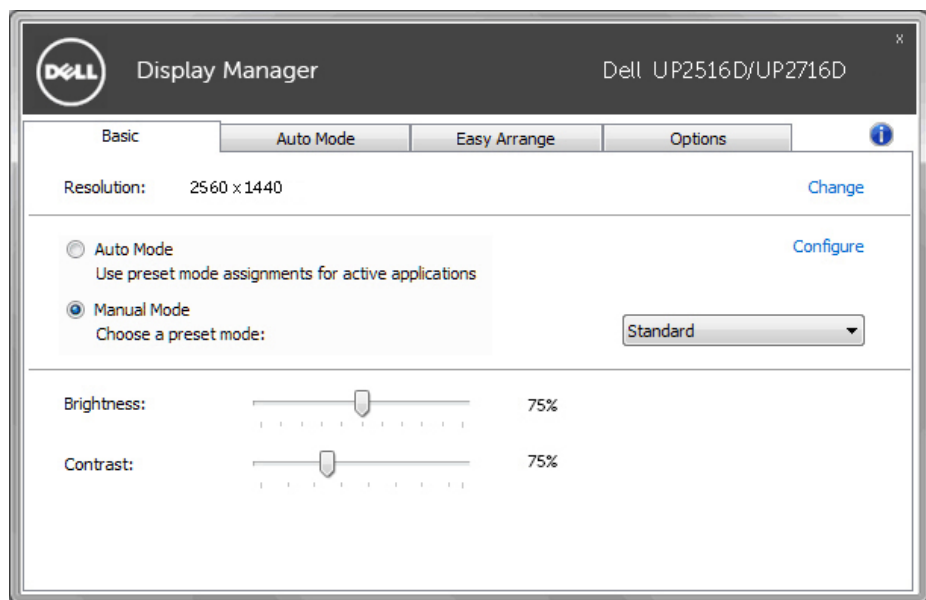 DELL
Display Manager
Dell UP2516D/UP2716D
x
Basic
Auto Mode
Easy Arrange
Options
i
Resolution: 2560 x 1440 Change
Auto Mode Configure
Use preset mode assignments for active applications
Manual Mode
Choose a preset mode: Standard
Brightness: 75%
Contrast: 75%